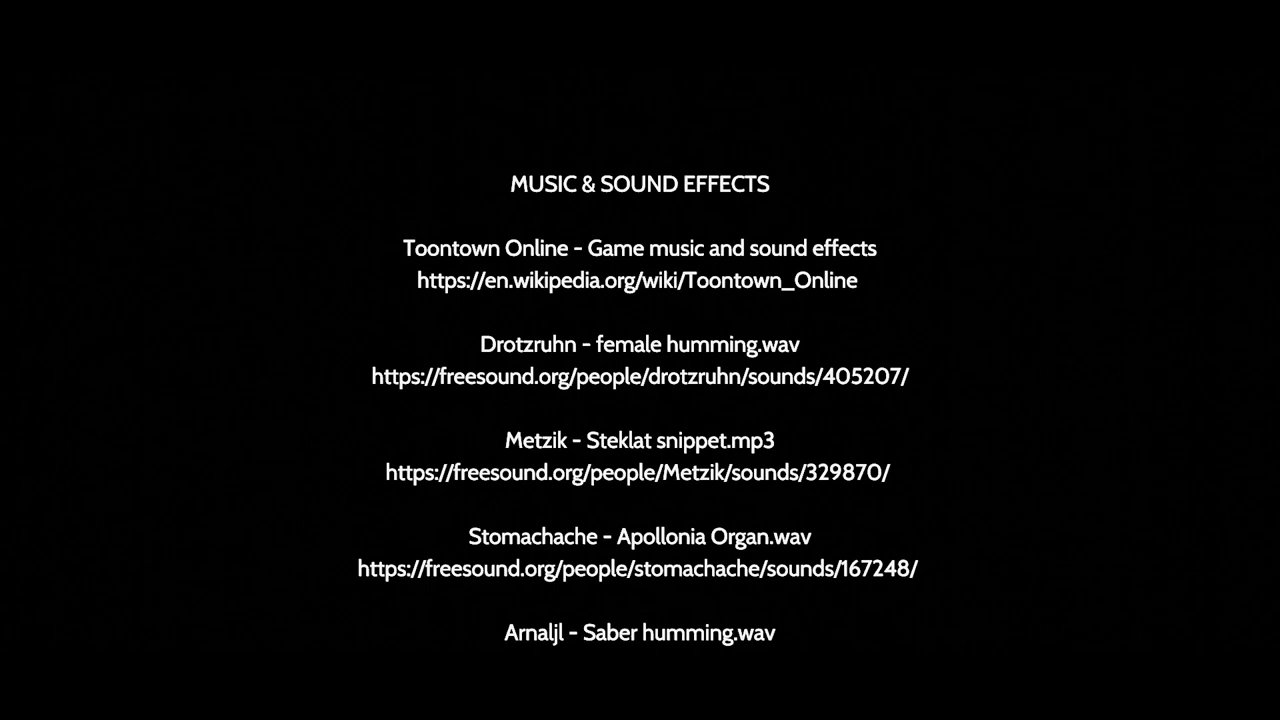 MUSIC & SOUND EFFECTS
Toontown Online - Game music and sound effects
https://en.wikipedia.org/wiki/Toontown_Online
Drotzruhn - female humming.wav
https://freesound.org/people/drotzruhn/sounds/405207/
Metzik - Steklat snippet.mp3
https://freesound.org/people/Metzik/sounds/329870/
Stomachache - Apollonia Organ.wav
https://freesound.org/people/stomachache/sounds/167248/
Arnaljl - Saber humming.wav